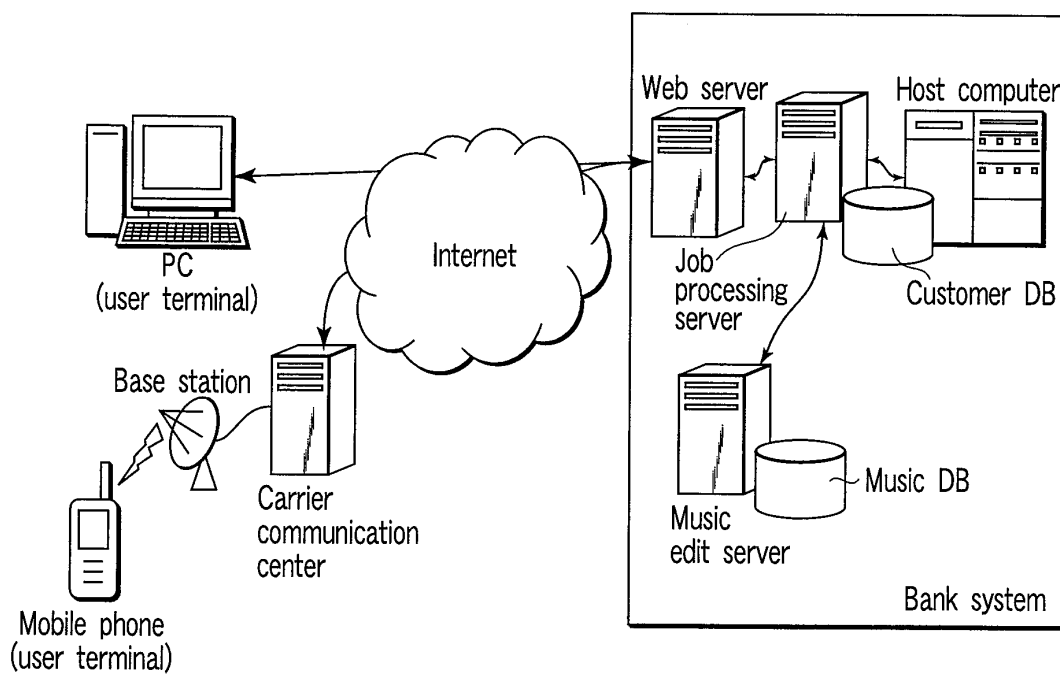 Web server
Host computer
PC
(user terminal)
Internet
Job
processing
server
Customer DB
Base station
Carrier
communication
center
Music DB
Music
edit server
Mobile phone
(user terminal)
Bank system